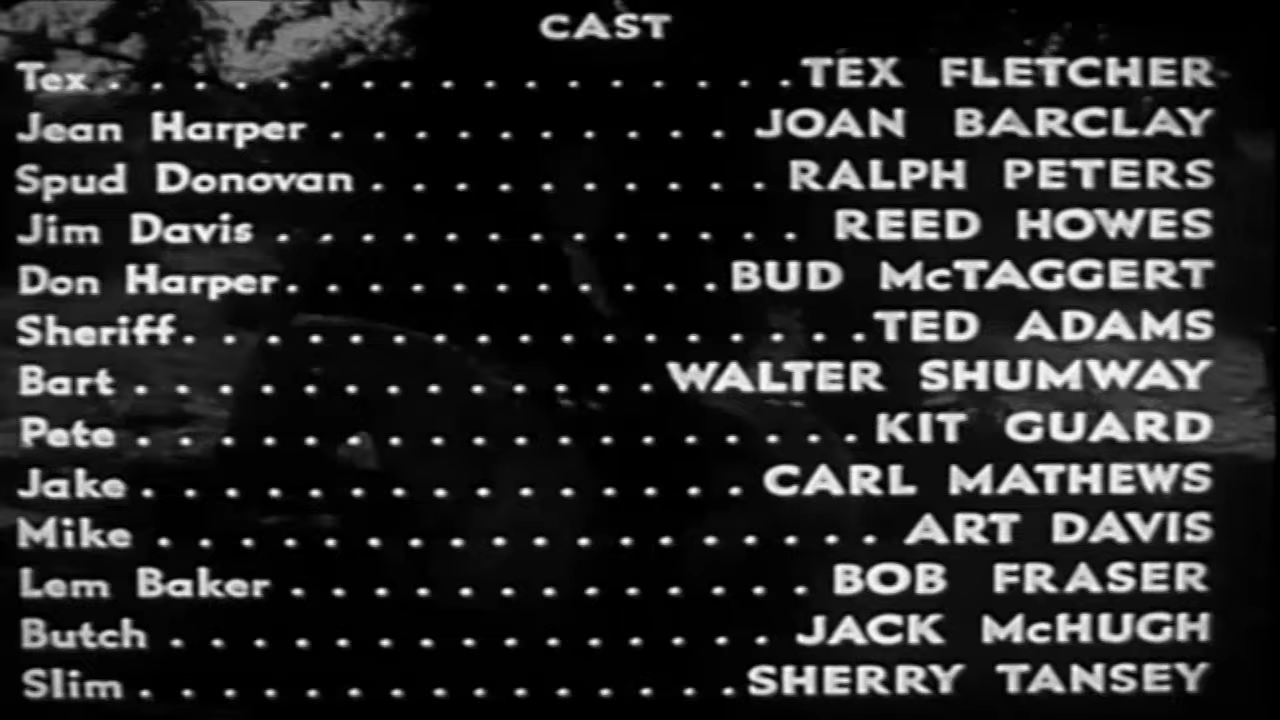 CAST
Tex . . . . . . . . . . . . . . . . . TEX FLETCHER
Jean Harper . . . . . . . . . . JOAN BARCLAY
Spud Donovan . . . . . . . . . . RALPH PETERS
Jim Davis . . . . . . . . . . . . . REED HOWES
Don Harper. . . . . . . . . . . BUD McTAGGERT
Sheriff. . . . . . . . . . . . . . . . . TED ADAMS
Bart . . . . . . . . . . . . . WALTER SHUMWAY
Pete . . . . . . . . . . . . . . . . . . KIT GUARD
Jake . . . . . . . . . . . . . . . CARL MATHEWS
Mike . . . . . . . . . . . . . . . . . . ART DAVIS
Lem Baker . . . . . . . . . . . . . BOB FRASER
Butch . . . . . . . . . . . . . . . JACK McHUGH
Slim . . . . . . . . . . . . . . . SHERRY TANSEY